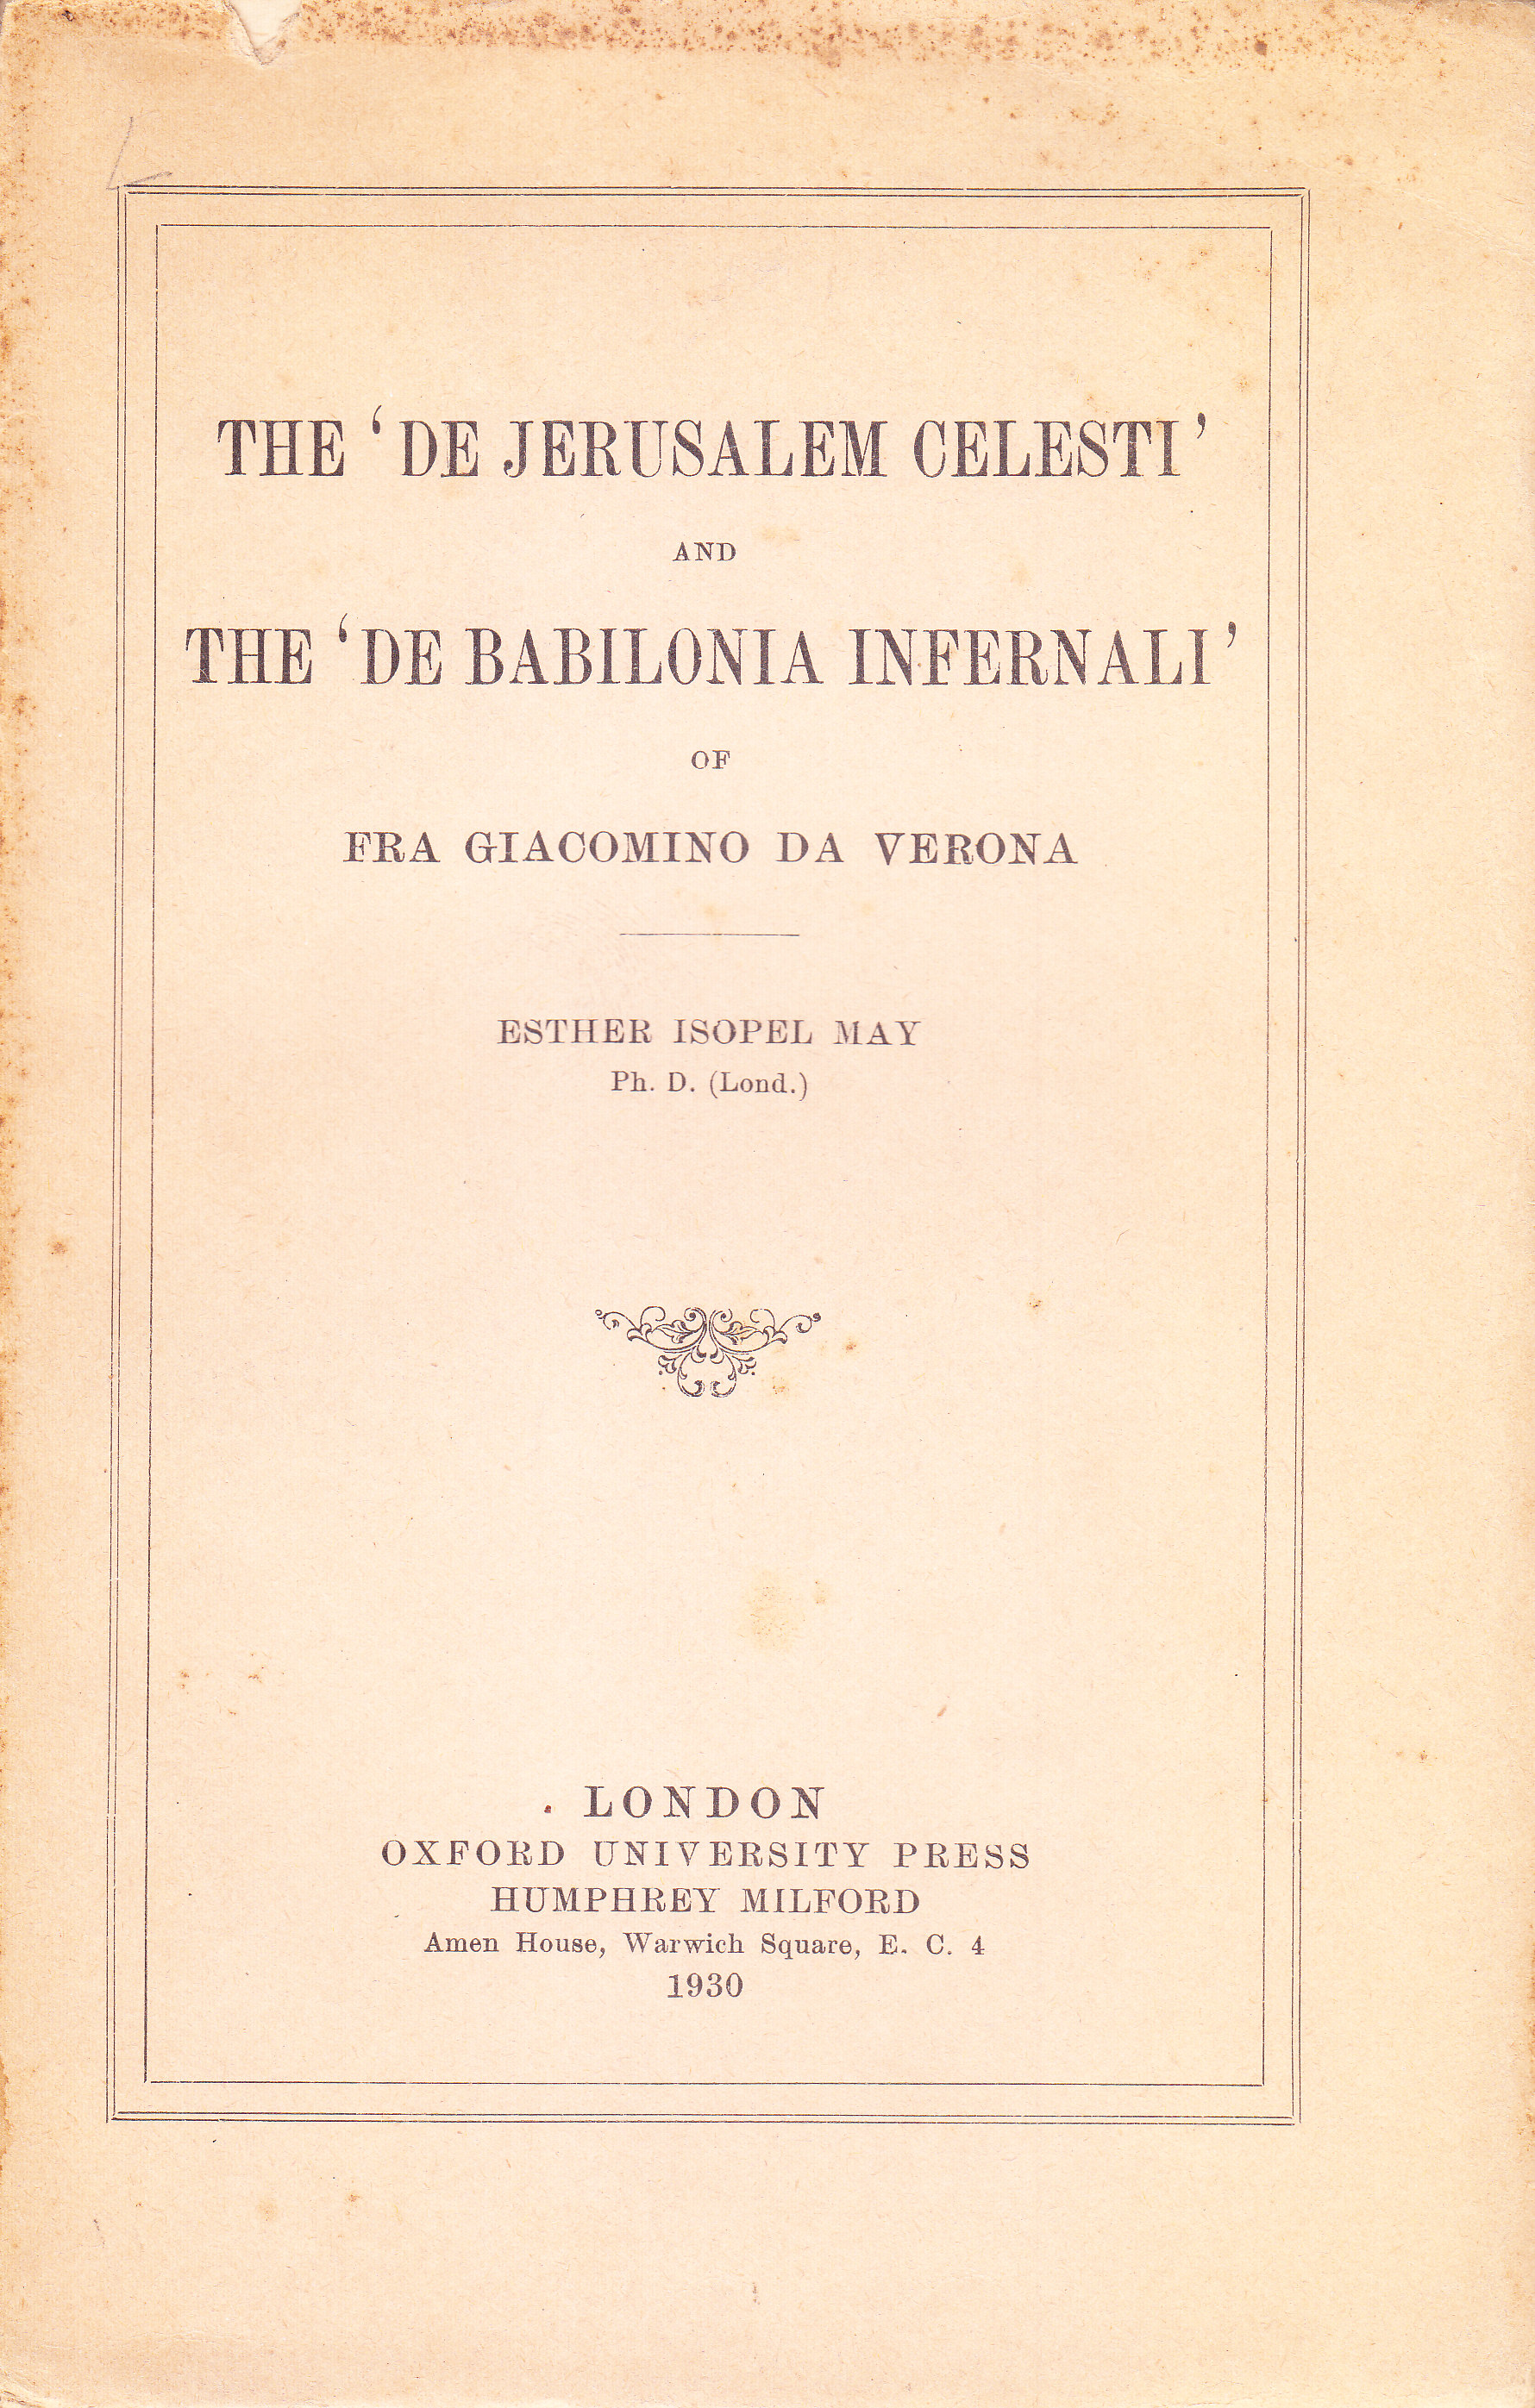 THE ‘DE JERUSALEM CELESTI’
AND
THE ‘DE BABILONIA INFERNALI’
OF
FRA GIACOMINO DA VERONA
ESTHER ISOPEL MAY
Ph. D. (Lond.)
LONDON
OXFORD UNIVERSITY PRESS
HUMPHREY MILFORD
Amen House, Warwich Square, E. C. 4
1930